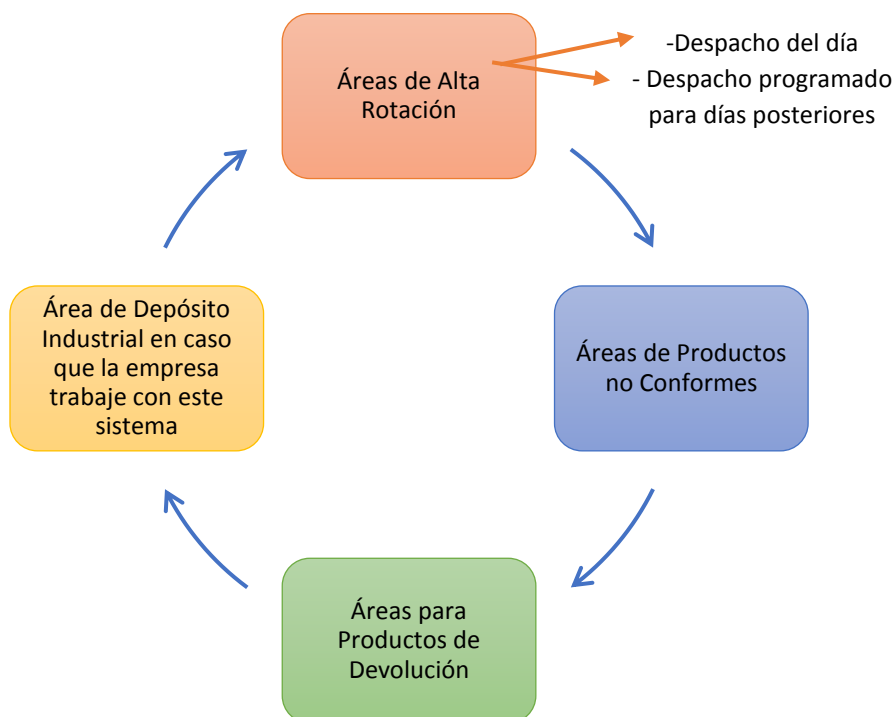 Áreas de Alta
Rotación
-Despacho del día
- Despacho programado
para días posteriores
Área de Depósito
Industrial en caso
que la empresa
trabaje con este
sistema
Áreas de Productos
no Conformes
Áreas para
Productos de
Devolución